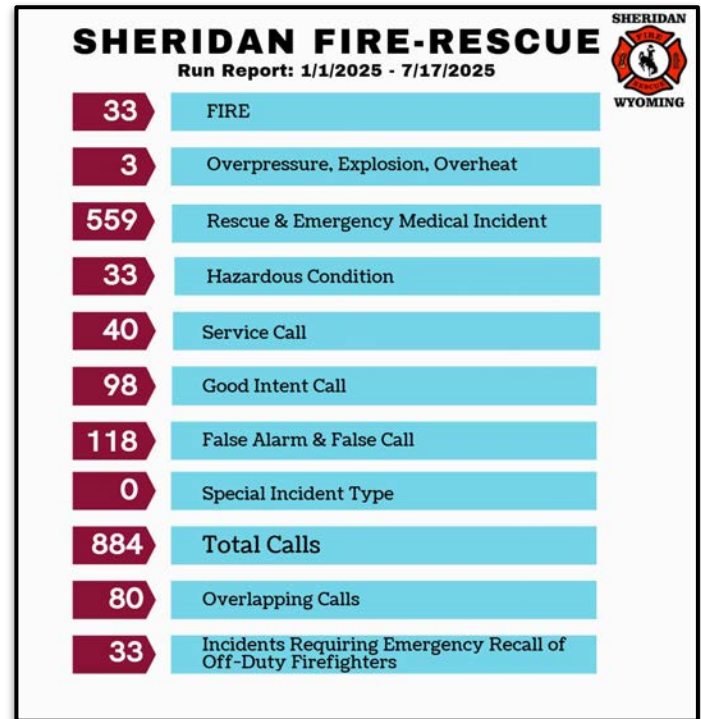 SHERIDAN FIRE-RESCUE
Run Report: 1/1/2025 - 7/17/2025
SHERIDAN
FIRE
RESCUE
WYOMING
33 FIRE
3 Overpressure, Explosion, Overheat
559 Rescue & Emergency Medical Incident
33 Hazardous Condition
40 Service Call
98 Good Intent Call
118 False Alarm & False Call
0 Special Incident Type
884 Total Calls
80 Overlapping Calls
33 Incidents Requiring Emergency Recall of
Off-Duty Firefighters